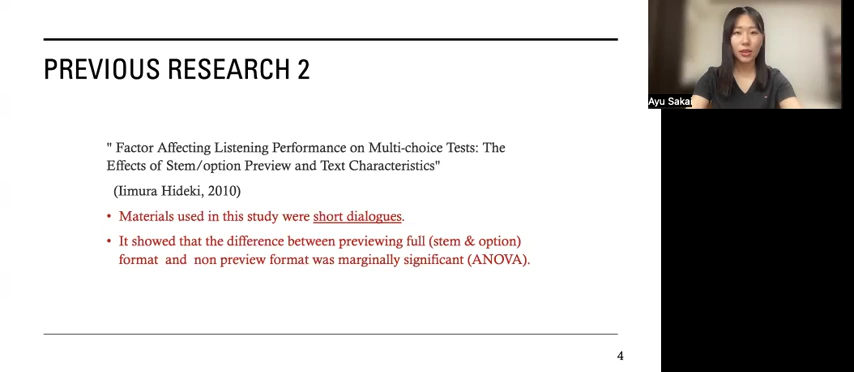 PREVIOUS RESEARCH 2
" Factor Affecting Listening Performance on Multi-choice Tests: The
Effects of Stem/option Preview and Text Characteristics"
(Iimura Hideki, 2010)
• Materials used in this study were short dialogues.
• It showed that the difference between previewing full (stem & option)
format and non preview format was marginally significant (ANOVA).
4
Ayu Sakai